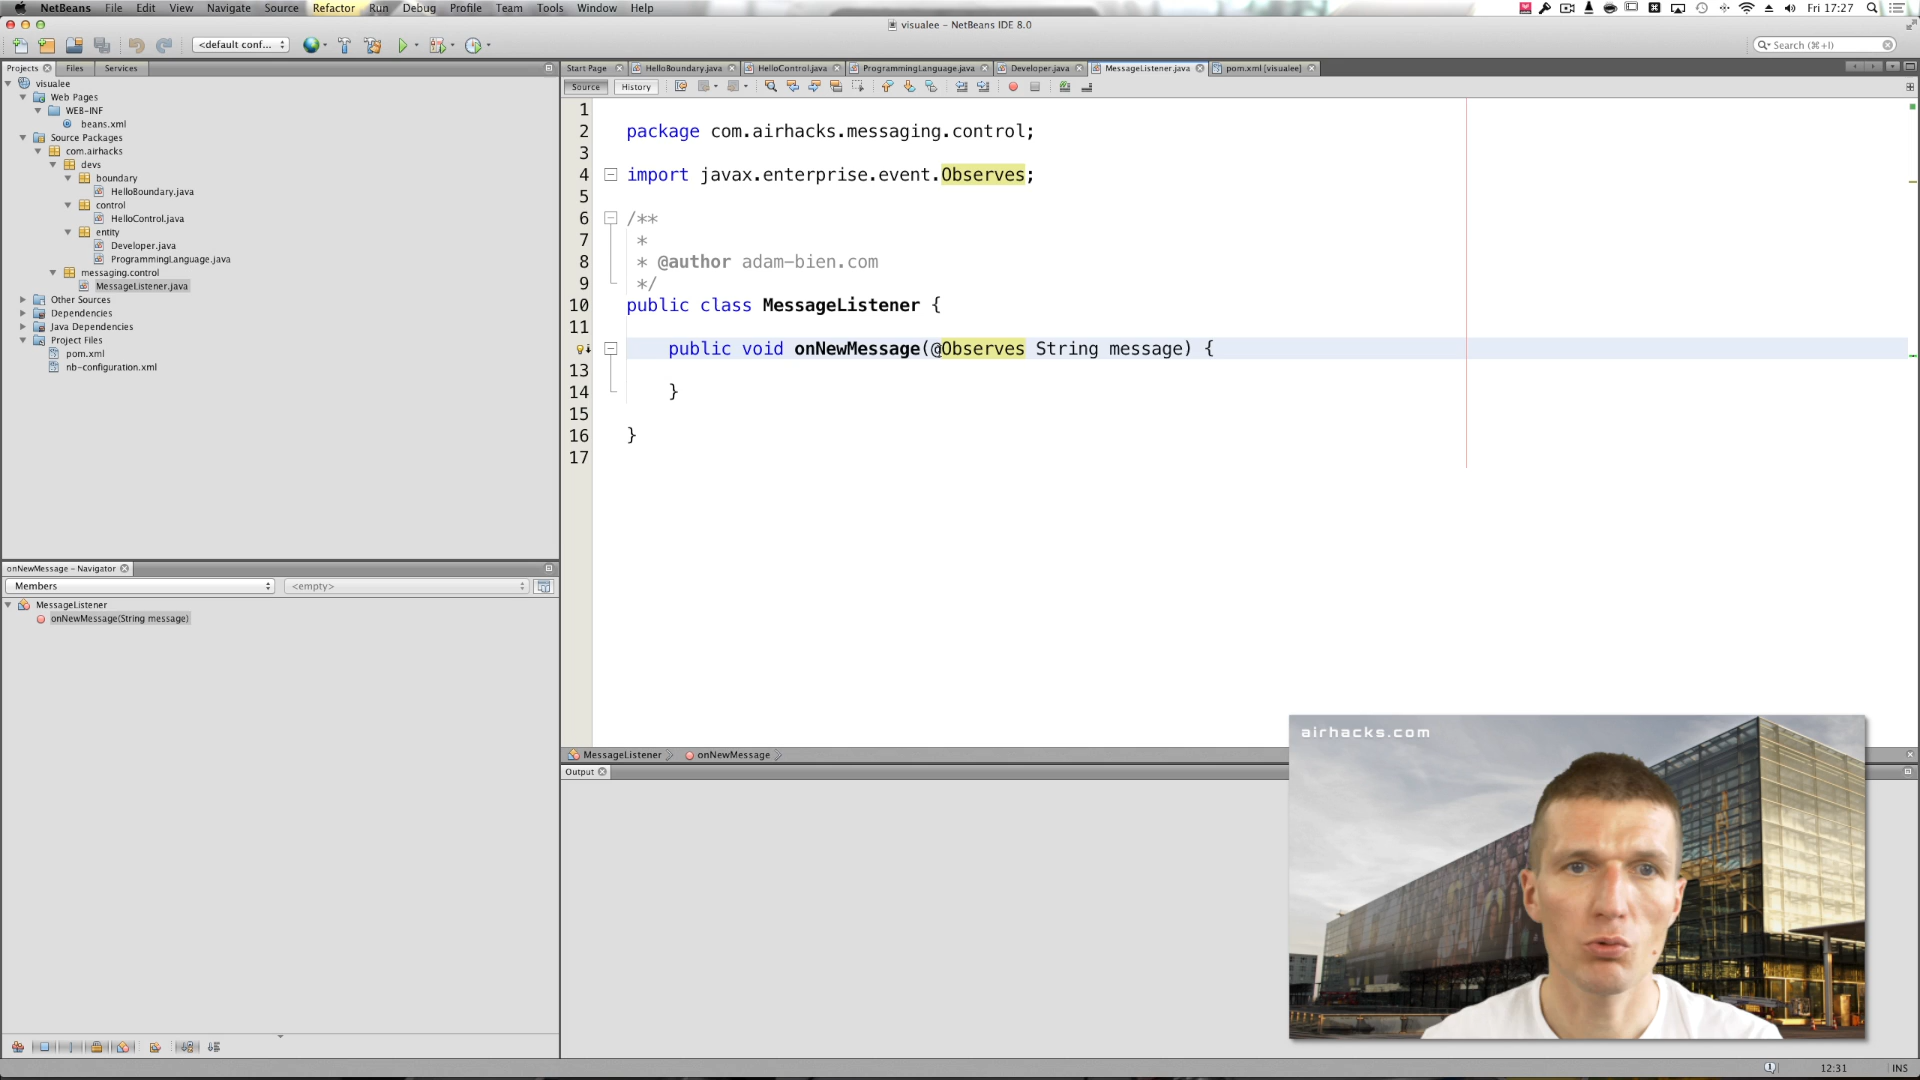 NetBeans File Edit View Navigate Source Refactor Run Debug Profile Team Tools Window Help
Fri 17:27
visualee – NetBeans IDE 8.0
<default conf...
Search (⌘+I)
Projects Files Services
Start Page HelloBoundary.java HelloControl.java ProgrammingLanguage.java Developer.java MessageListener.java pom.xml [visualee]
Source History
visualee
Web Pages
WEB-INF
beans.xml
Source Packages
com.airhacks
devs
boundary
HelloBoundary.java
control
HelloControl.java
entity
Developer.java
ProgrammingLanguage.java
messaging.control
MessageListener.java
Other Sources
Dependencies
Java Dependencies
Project Files
pom.xml
nb-configuration.xml
1
2 package com.airhacks.messaging.control;
3
4 import javax.enterprise.event.Observes;
5
6 /**
7 *
8 * @author adam-bien.com
9 */
10 public class MessageListener {
11
public void onNewMessage(@Observes String message) {
13
14 }
15
16 }
17
onNewMessage – Navigator
Members
<empty>
MessageListener
onNewMessage(String message)
MessageListener onNewMessage
Output
airhacks.com
12:31 INS